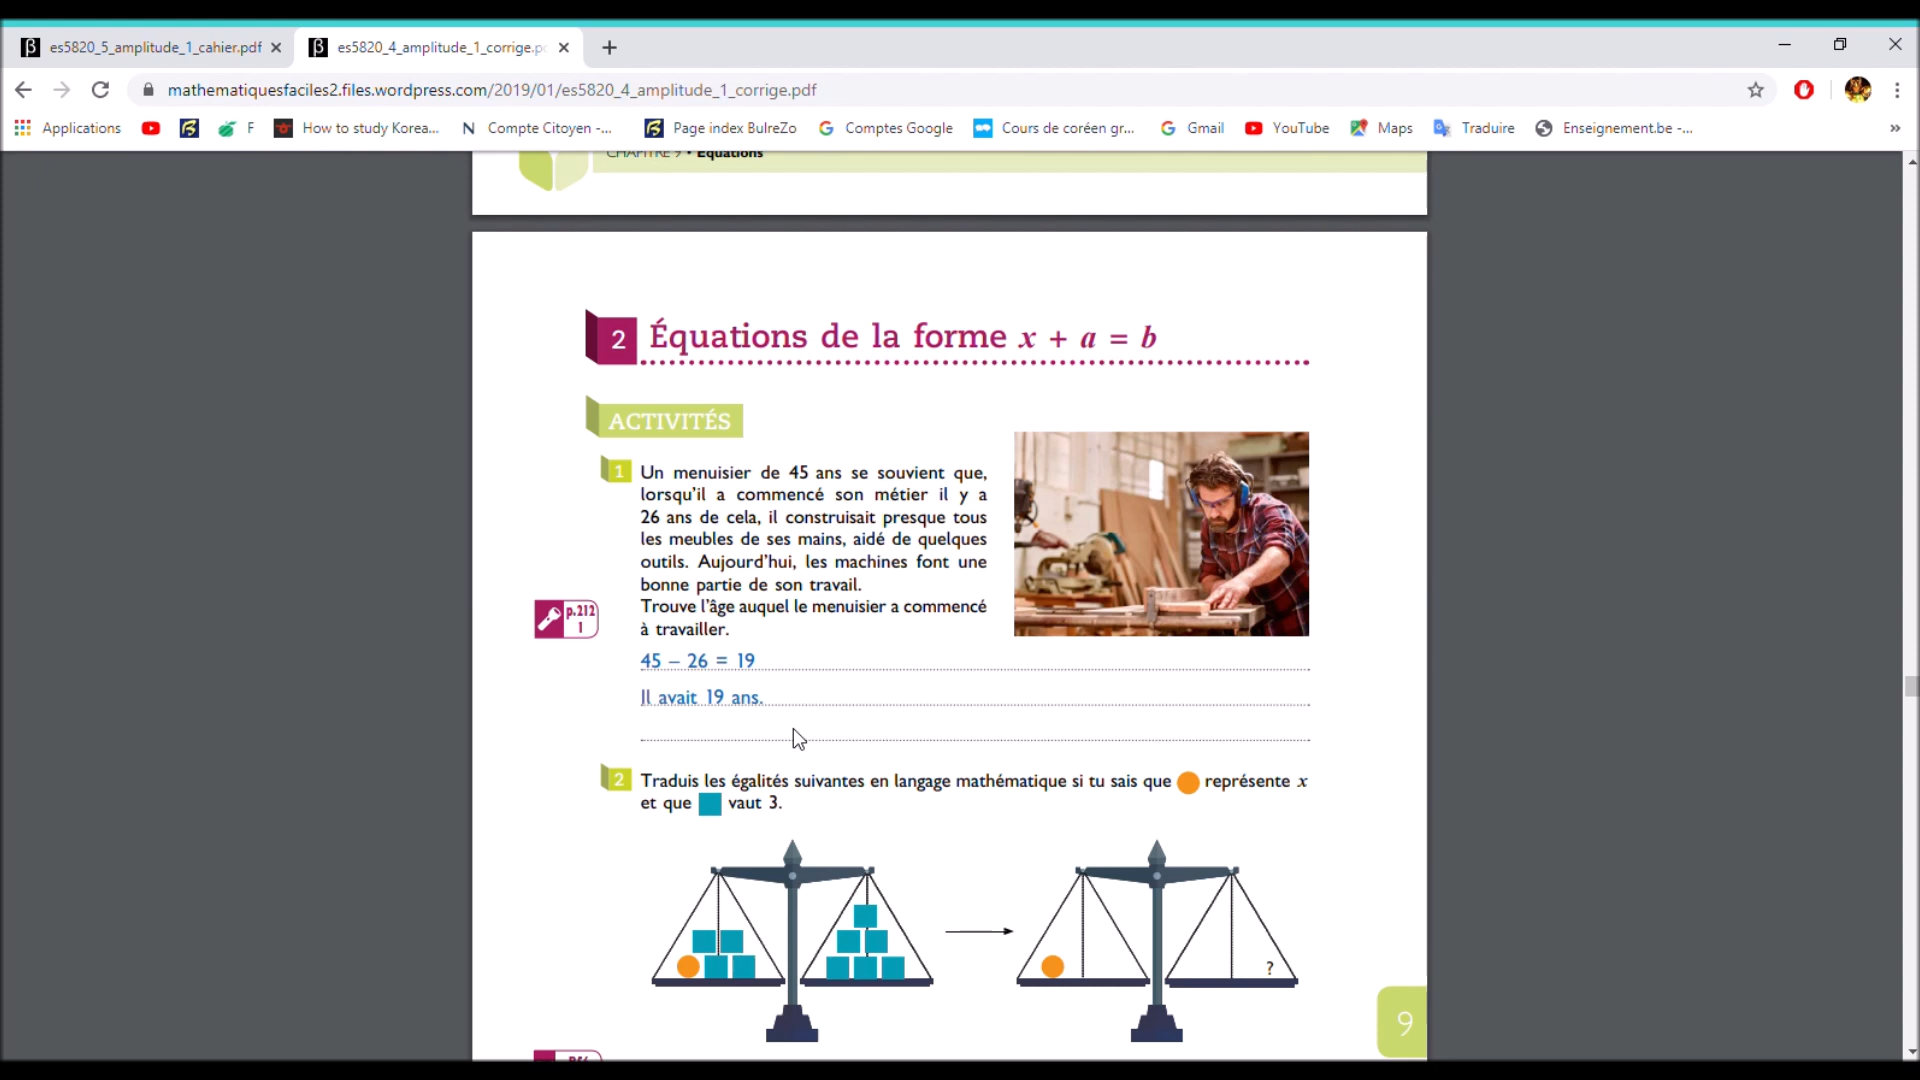 es5820_5_amplitude_1_cahier.pdf
es5820_4_amplitude_1_corrige.p
mathematiquesfaciles2.files.wordpress.com/2019/01/es5820_4_amplitude_1_corrige.pdf
Applications
F
How to study Korea...
Compte Citoyen -...
Page index BulreZo
Comptes Google
Cours de coréen gr...
Gmail
YouTube
Maps
Traduire
Enseignement.be -...
»
CHAPITRE 9 • Équations
2 Équations de la forme x + a = b
ACTIVITÉS
1 Un menuisier de 45 ans se souvient que,
lorsqu'il a commencé son métier il y a
26 ans de cela, il construisait presque tous
les meubles de ses mains, aidé de quelques
outils. Aujourd'hui, les machines font une
bonne partie de son travail.
Trouve l'âge auquel le menuisier a commencé
à travailler.
p.212
1
45 – 26 = 19
Il avait 19 ans.
2 Traduis les égalités suivantes en langage mathématique si tu sais que représente x
et que vaut 3.
?
9